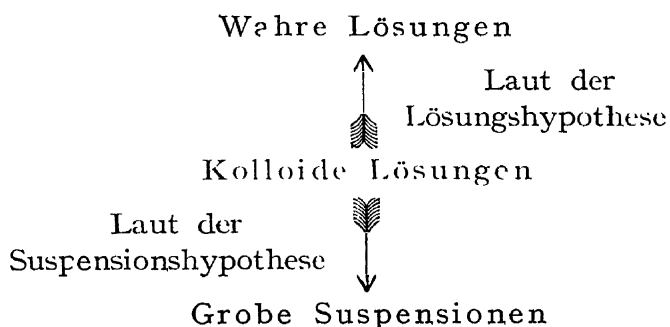 Wahre Lösungen
Laut der
Lösungshypothese
Kolloide Lösungen
Laut der
Suspensionshypothese
Grobe Suspensionen